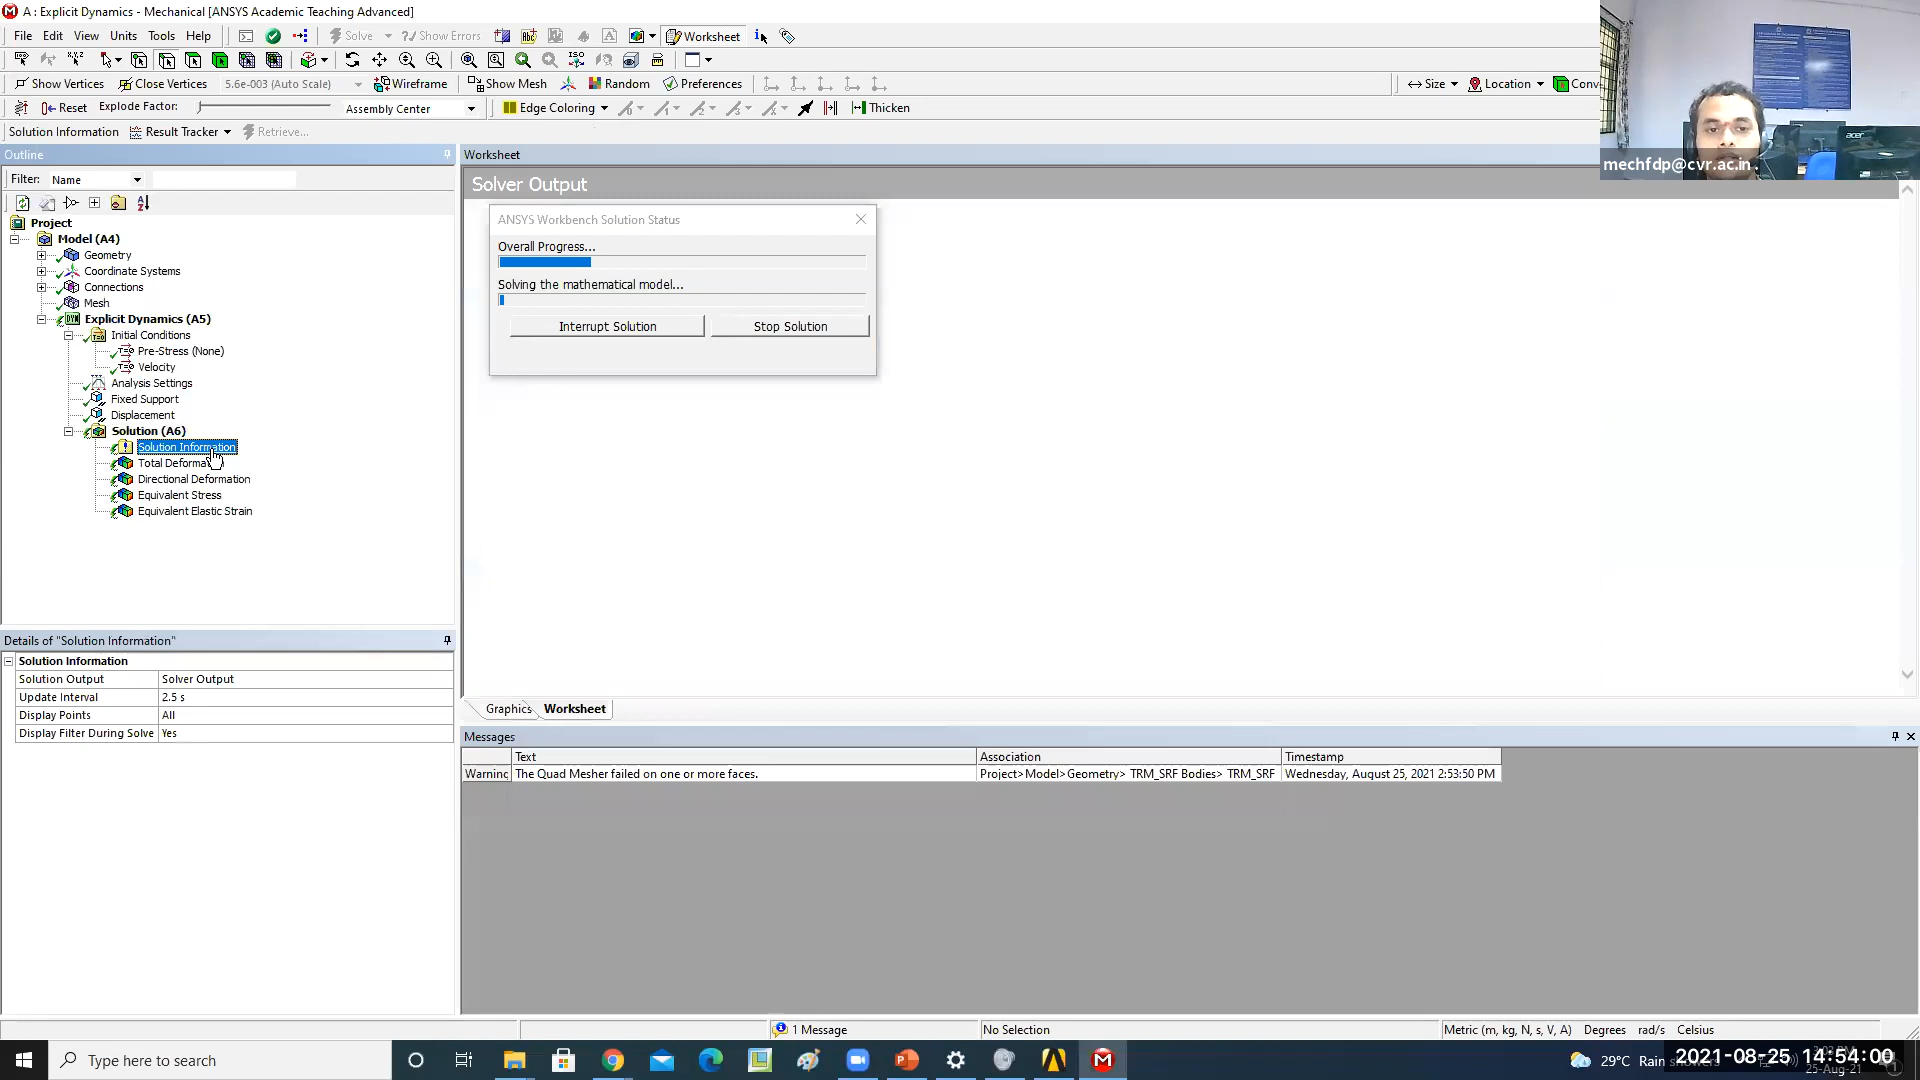 A : Explicit Dynamics - Mechanical [ANSYS Academic Teaching Advanced]
File Edit View Units Tools Help Solve Show Errors Worksheet
Show Vertices Close Vertices 5.6e-003 (Auto Scale) Wireframe Show Mesh Random Preferences Size Location Conv
Reset Explode Factor: Assembly Center Edge Coloring Thicken
Solution Information Result Tracker Retrieve...
acer
mechfdp@cvr.ac.in
Outline
Filter: Name
Project
Model (A4)
Geometry
Coordinate Systems
Connections
Mesh
Explicit Dynamics (A5)
Initial Conditions
Pre-Stress (None)
Velocity
Analysis Settings
Fixed Support
Displacement
Solution (A6)
Solution Information
Total Deforma
Directional Deformation
Equivalent Stress
Equivalent Elastic Strain
Details of "Solution Information"
Solution Information
Solution Output Solver Output
Update Interval 2.5 s
Display Points All
Display Filter During Solve Yes
Worksheet
Solver Output
ANSYS Workbench Solution Status
Overall Progress...
Solving the mathematical model...
Interrupt Solution Stop Solution
Graphics Worksheet
Messages
Text Association Timestamp
Warning The Quad Mesher failed on one or more faces. Project>Model>Geometry> TRM_SRF Bodies> TRM_SRF Wednesday, August 25, 2021 2:53:50 PM
1 Message No Selection Metric (m, kg, N, s, V, A) Degrees rad/s Celsius
Type here to search
29°C Rain
2021-08-25 14:54:00
25-Aug-21